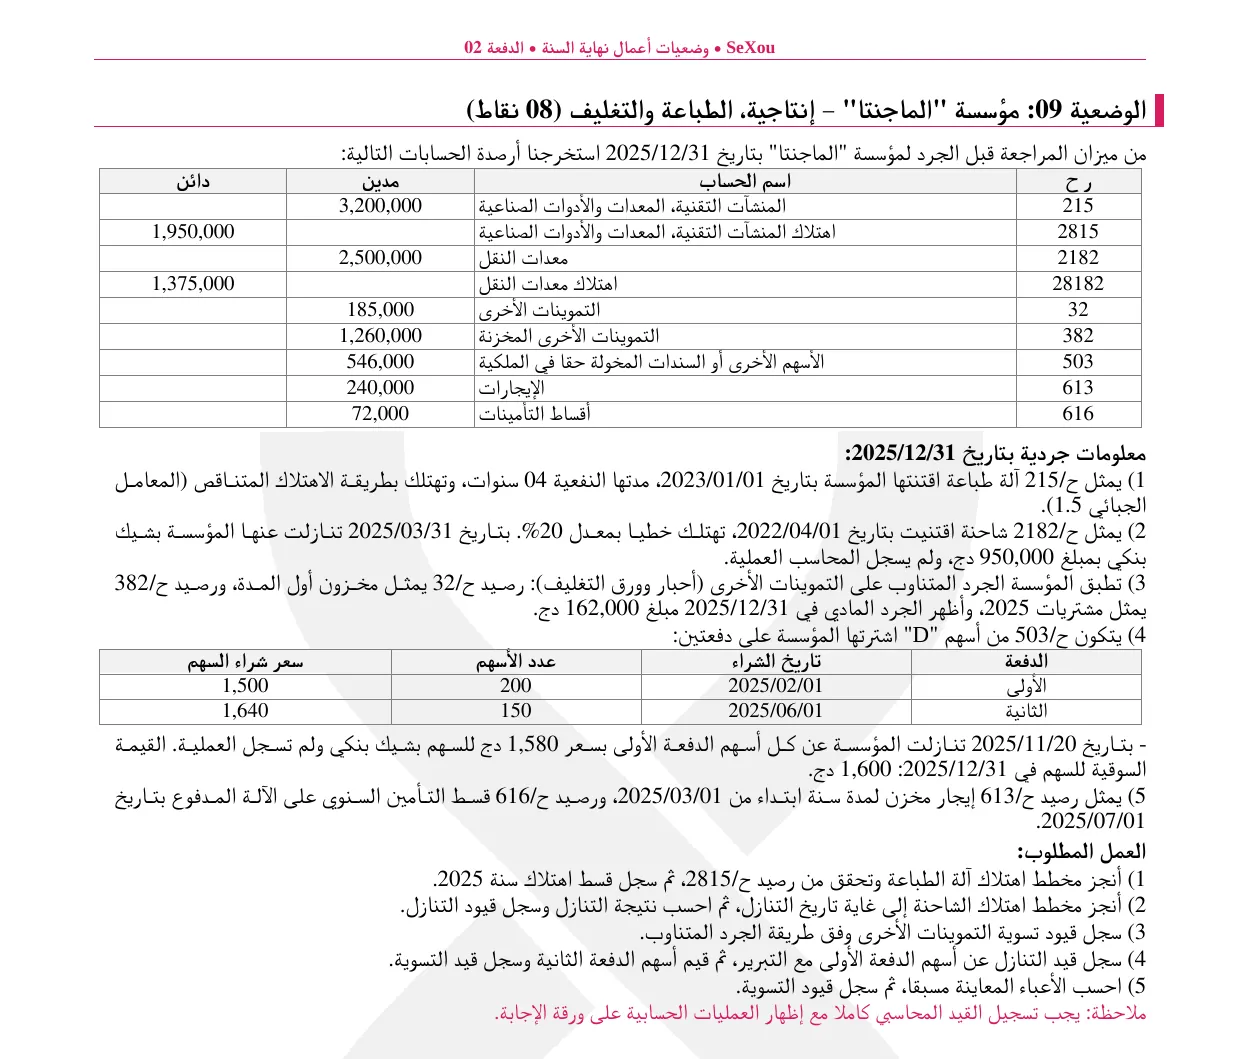 SeXou • وضعيات أعمال نهاية السنة • الدفعة 02
الوضعية 09: مؤسسة "الماجنتا" – إنتاجية، الطباعة والتغليف (08 نقاط)
من ميزان المراجعة قبل الجرد لمؤسسة "الماجنتا" بتاريخ 2025/12/31 استخرجنا أرصدة الحسابات التالية:
ر ح اسم الحساب مدين دائن
215 المنشآت التقنية، المعدات والأدوات الصناعية 3,200,000
2815 اهتلاك المنشآت التقنية، المعدات والأدوات الصناعية 1,950,000
2182 معدات النقل 2,500,000
28182 اهتلاك معدات النقل 1,375,000
32 التموينات الأخرى 185,000
382 التموينات الأخرى المخزنة 1,260,000
503 الأسهم الأخرى أو السندات المخولة حقا في الملكية 546,000
613 الإيجارات 240,000
616 أقساط التأمينات 72,000
معلومات جردية بتاريخ 2025/12/31:
1) يمثل ح/215 آلة طباعة اقتنتها المؤسسة بتاريخ 2023/01/01، مدتها النفعية 04 سنوات، وتهتلك بطريقة الاهتلاك المتناقص (المعامل
الجبائي 1.5).
2) يمثل ح/2182 شاحنة اقتنيت بتاريخ 2022/04/01، تهتلك خطيا بمعدل 20%. بتاريخ 2025/03/31 تنازلت عنها المؤسسة بشيك
بنكي بمبلغ 950,000 دج، ولم يسجل المحاسب العملية.
3) تطبق المؤسسة الجرد المتناوب على التموينات الأخرى (أحبار وورق التغليف): رصيد ح/32 يمثل مخزون أول المدة، ورصيد ح/382
يمثل مشتريات 2025، وأظهر الجرد المادي في 2025/12/31 مبلغ 162,000 دج.
4) يتكون ح/503 من أسهم "D" اشترتها المؤسسة على دفعتين:
الدفعة تاريخ الشراء عدد الأسهم سعر شراء السهم
الأولى 2025/02/01 200 1,500
الثانية 2025/06/01 150 1,640
- بتاريخ 2025/11/20 تنازلت المؤسسة عن كل أسهم الدفعة الأولى بسعر 1,580 دج للسهم بشيك بنكي ولم تسجل العملية. القيمة
السوقية للسهم في 2025/12/31: 1,600 دج.
5) يمثل رصيد ح/613 إيجار مخزن لمدة سنة ابتداء من 2025/03/01، ورصيد ح/616 قسط التأمين السنوي على الآلة المدفوع بتاريخ
2025/07/01.
العمل المطلوب:
1) أنجز مخطط اهتلاك آلة الطباعة وتحقق من رصيد ح/2815، ثم سجل قسط اهتلاك سنة 2025.
2) أنجز مخطط اهتلاك الشاحنة إلى غاية تاريخ التنازل، ثم احسب نتيجة التنازل وسجل قيود التنازل.
3) سجل قيود تسوية التموينات الأخرى وفق طريقة الجرد المتناوب.
4) سجل قيد التنازل عن أسهم الدفعة الأولى مع التبرير، ثم قيم أسهم الدفعة الثانية وسجل قيد التسوية.
5) احسب الأعباء المعاينة مسبقا، ثم سجل قيود التسوية.
ملاحظة: يجب تسجيل القيد المحاسبي كاملا مع إظهار العمليات الحسابية على ورقة الإجابة.